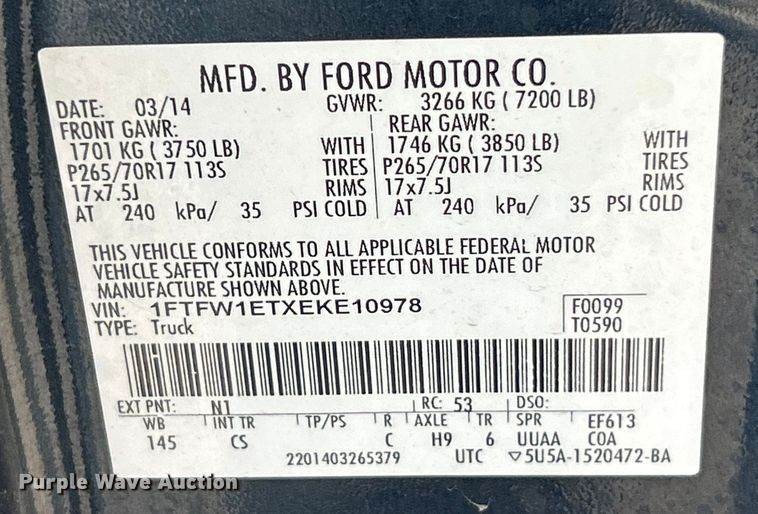 MFD. BY FORD MOTOR CO.
DATE: 03/14 GVWR: 3266 KG ( 7200 LB)
FRONT GAWR: REAR GAWR:
1701 KG ( 3750 LB) WITH 1746 KG ( 3850 LB) WITH
P265/70R17 113S TIRES P265/70R17 113S TIRES
17x7.5J RIMS 17x7.5J RIMS
AT 240 kPa/ 35 PSI COLD AT 240 kPa/ 35 PSI COLD
THIS VEHICLE CONFORMS TO ALL APPLICABLE FEDERAL MOTOR
VEHICLE SAFETY STANDARDS IN EFFECT ON THE DATE OF
MANUFACTURE SHOWN ABOVE.
VIN: 1FTFW1ETXEKE10978 F0099
TYPE: Truck T0590
EXT PNT: N1 RC: 53 DSO:
WB INT TR TP/PS R AXLE TR SPR EF613
145 CS C H9 6 UUAA COA
2201403265379 UTC ▽5U5A-1520472-BA
Purple Wave Auction